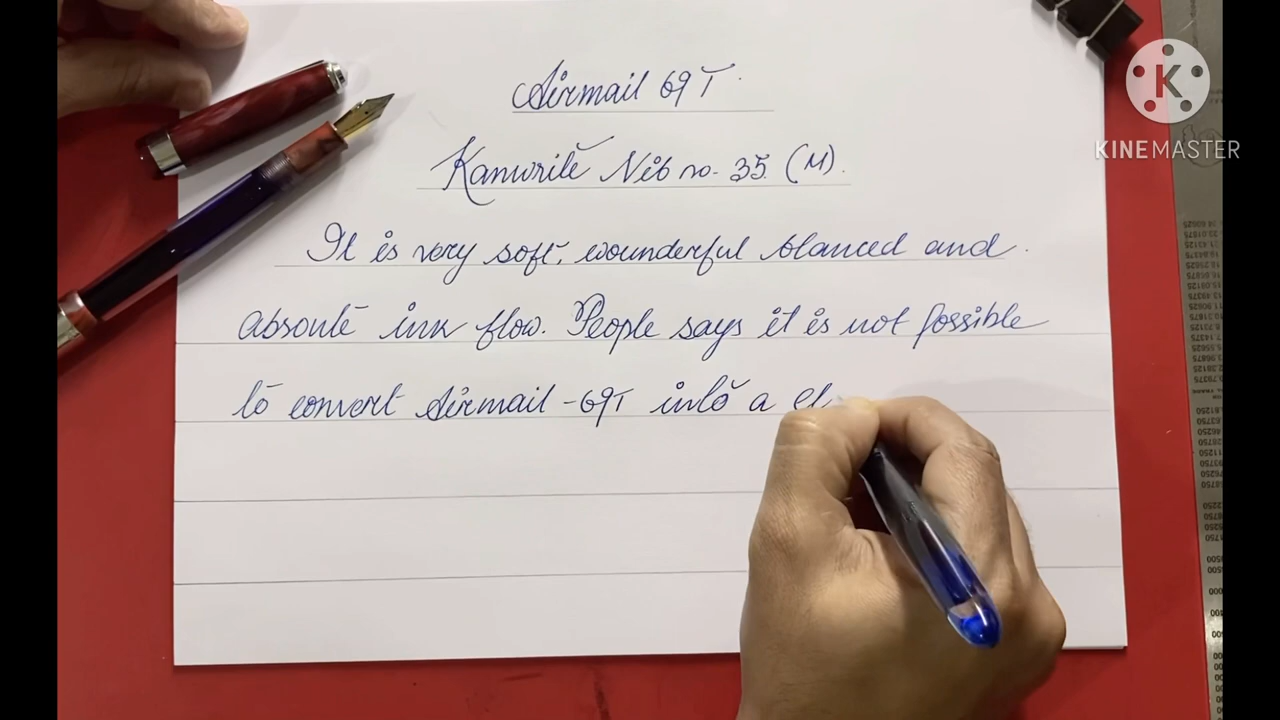 Airmail 69T.
Kanwrite Nib no. 35 (M).
It is very soft, wounderful blanced and
absoulte ink flow. People says it is not possible
to convert Airmail-69T into a
KINEMASTER